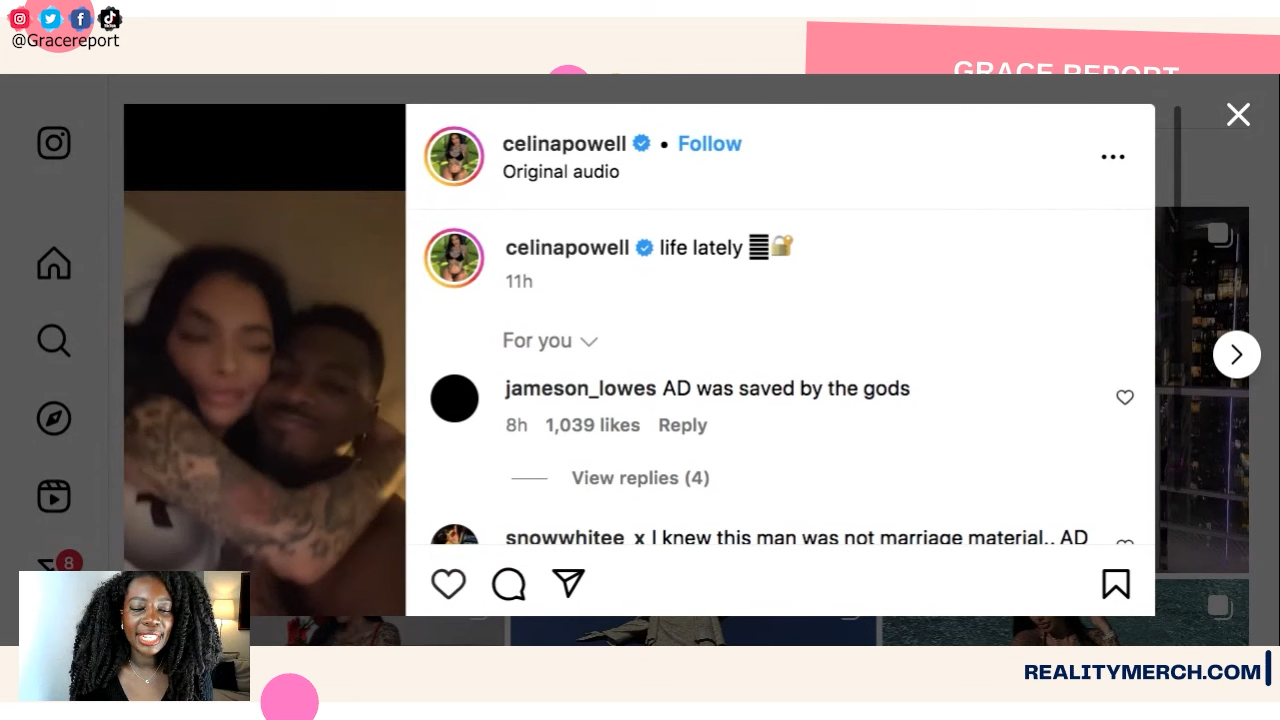 @Gracereport
GRACE REPORT
celinapowell • Follow
Original audio
celinapowell life lately
11h
For you
jameson_lowes AD was saved by the gods
8h 1,039 likes Reply
View replies (4)
snowwhitee_x I knew this man was not marriage material.. AD
8
REALITYMERCH.COM